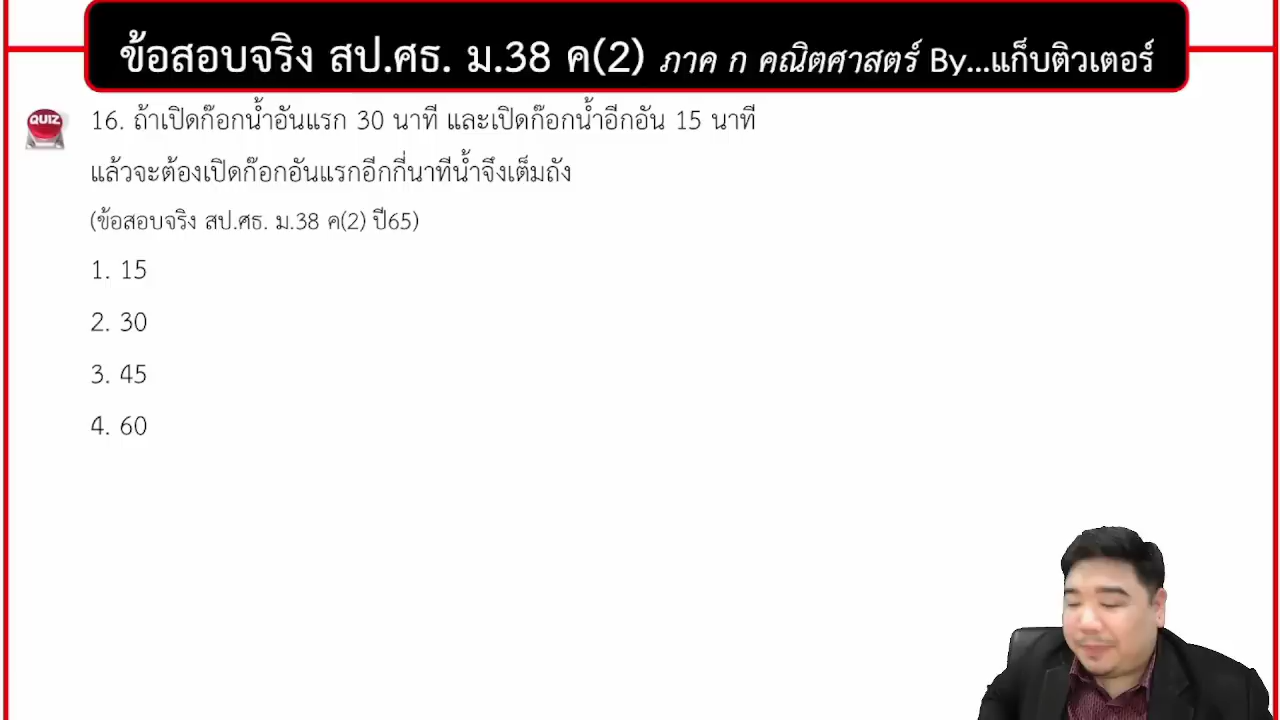 ข้อสอบจริง สป.ศธ. ม.38 ค(2) ภาค ก คณิตศาสตร์ By...แก็บติวเตอร์
QUIZ
16. ถ้าเปิดก๊อกน้ำอันแรก 30 นาที และเปิดก๊อกน้ำอีกอัน 15 นาที
แล้วจะต้องเปิดก๊อกอันแรกอีกกี่นาทีน้ำจึงเต็มถัง
(ข้อสอบจริง สป.ศธ. ม.38 ค(2) ปี65)
1. 15
2. 30
3. 45
4. 60